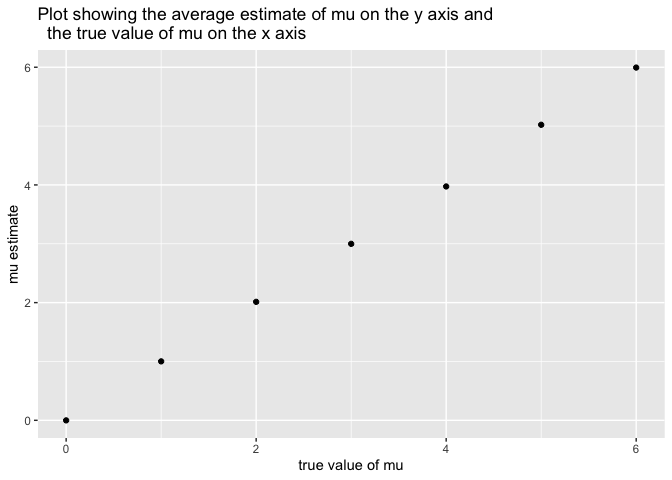 Plot showing the average estimate of mu on the y axis and
the true value of mu on the x axis
6
4
2
0
mu estimate
0 2 4 6
true value of mu